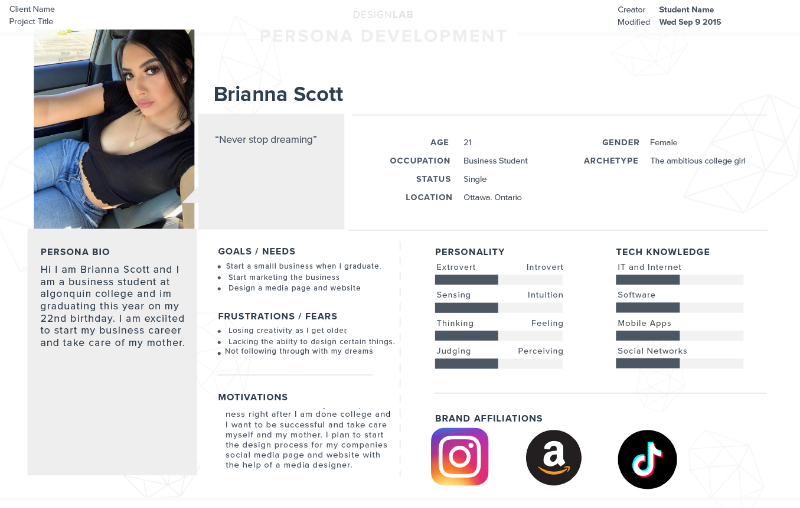 Client Name
Project Title
DESIGNLAB
PERSONA DEVELOPMENT
Creator Student Name
Modified Wed Sep 9 2015
Brianna Scott
“Never stop dreaming”
AGE 21
OCCUPATION Business Student
STATUS Single
LOCATION Ottawa, Ontario
GENDER Female
ARCHETYPE The ambitious college girl
PERSONA BIO
Hi I am Brianna Scott and I
am a business student at
algonquin college and im
graduating this year on my
22nd birthday. I am exciited
to start my business career
and take care of my mother.
GOALS / NEEDS
• Start a smalll business when I graduate.
• Start marketing the business
• Design a media page and website
FRUSTRATIONS / FEARS
• Losing creativity as I get older,
• Lacking the abilty to design certain things.
• Not following through with my dreams
MOTIVATIONS
ness right after I am done college and
I want to be successful and take care
myself and my mother. I plan to start
the design process for my companies
social media page and website with
the help of a media designer.
PERSONALITY
Extrovert Introvert
Sensing Intuition
Thinking Feeling
Judging Perceiving
TECH KNOWLEDGE
IT and Internet
Software
Mobile Apps
Social Networks
BRAND AFFILIATIONS
a